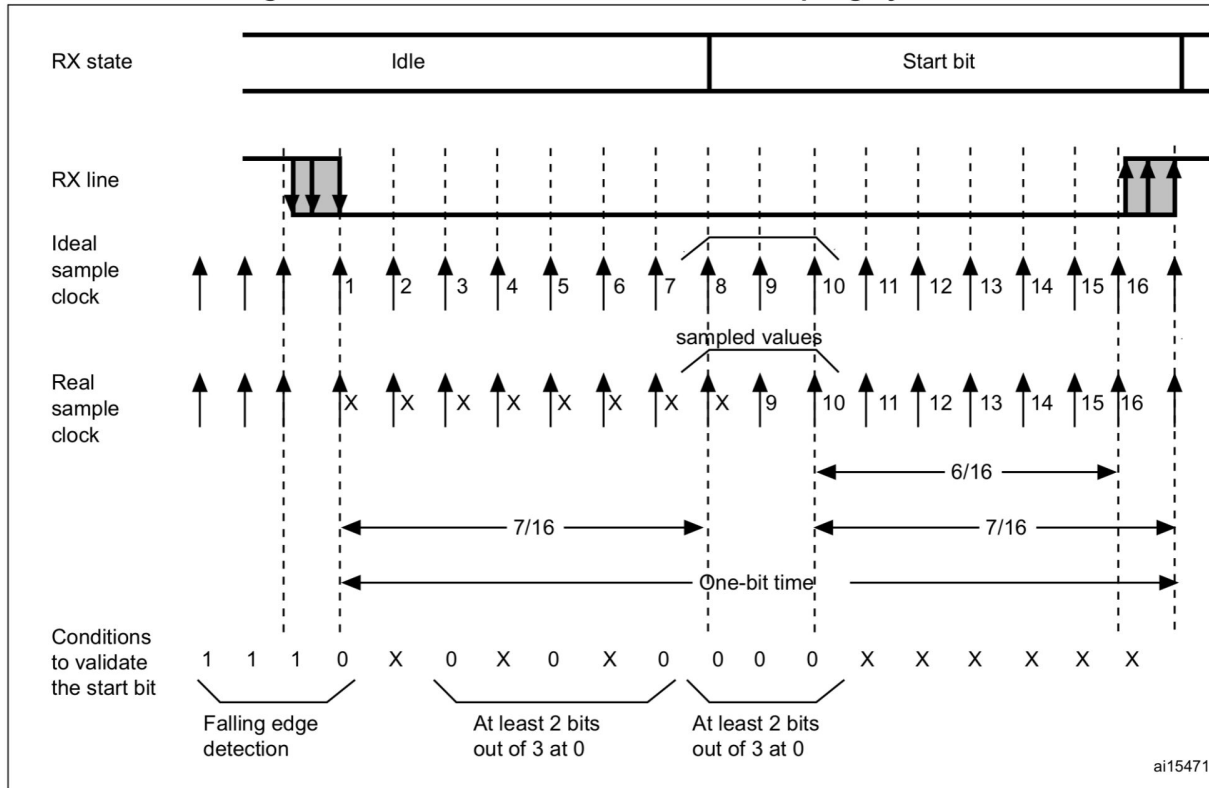 RX state
Idle
Start bit
RX line
Ideal
sample
clock
1 2 3 4 5 6 7 8 9 10 11 12 13 14 15 16
sampled values
Real
sample
clock
X X X X X X X X 9 10 11 12 13 14 15 16
6/16
7/16
7/16
One-bit time
Conditions
to validate
the start bit
1 1 1 0 X 0 X 0 X 0 0 0 0 X X X X X X
Falling edge
detection
At least 2 bits
out of 3 at 0
At least 2 bits
out of 3 at 0
ai15471